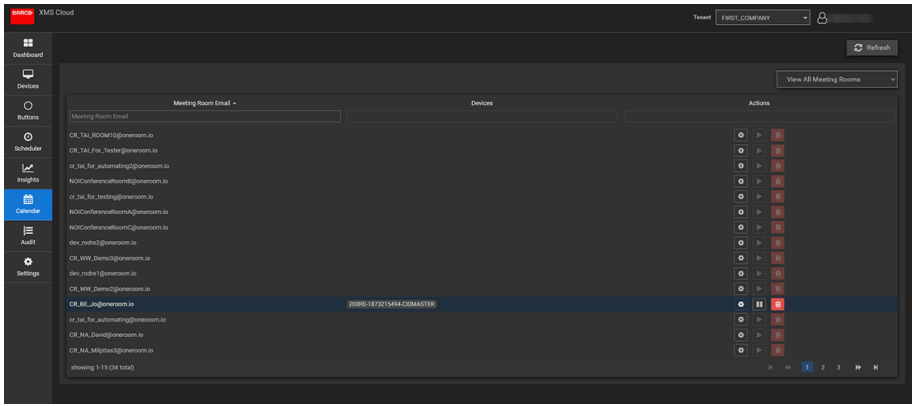 BARCO XMS Cloud
Tenant FIRST_COMPANY
Refresh
Dashboard
Devices
Buttons
Scheduler
Insights
Calendar
Audit
Settings
View All Meeting Rooms
Meeting Room Email Devices Actions
Meeting Room Email
CR_TAI_ROOM10@oneroom.io
CR_TAI_For_Tester@oneroom.io
cr_tai_for_automating2@oneroom.io
NOIConferenceRoomB@oneroom.io
cr_tai_for_testing@oneroom.io
NOIConferenceRoomA@oneroom.io
NOIConferenceRoomC@oneroom.io
dev_rodre2@oneroom.io
CR_WW_Demo3@oneroom.io
dev_rodre1@oneroom.io
CR_WW_Demo2@oneroom.io
CR_BE_Jo@oneroom.io 200RD-1873215494-CIDMASTER
cr_tai_for_automating@oneroom.io
CR_NA_David@oneroom.io
CR_NA_Milpitas3@oneroom.io
showing 1-15 (34 total) 1 2 3